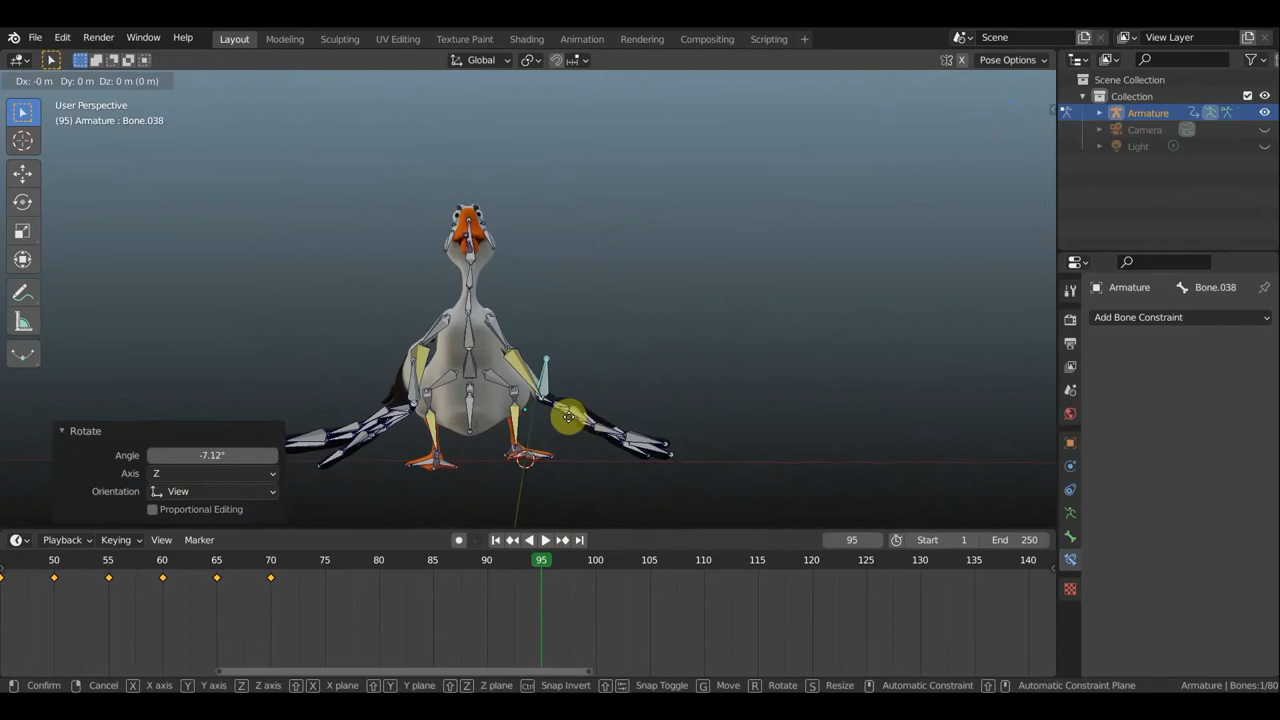 File Edit Render Window Help Layout Modeling Sculpting UV Editing Texture Paint Shading Animation Rendering Compositing Scripting + Scene View Layer
Global X Pose Options
Dx: -0 m Dy: 0 m Dz: 0 m (0 m)
User Perspective
(95) Armature : Bone.038
Scene Collection
Collection
Armature
Camera
Light
Armature Bone.038
Add Bone Constraint
Rotate
Angle -7.12°
Axis Z
Orientation View
Proportional Editing
Playback Keying View Marker 95 Start 1 End 250
50 55 60 65 70 75 80 85 90 95 100 105 110 115 120 125 130 135 140
Confirm Cancel X X axis Y Y axis Z Z axis X X plane Y Y plane Z Z plane Ctrl Snap Invert Snap Toggle G Move R Rotate S Resize Automatic Constraint Automatic Constraint Plane Armature | Bones:1/80